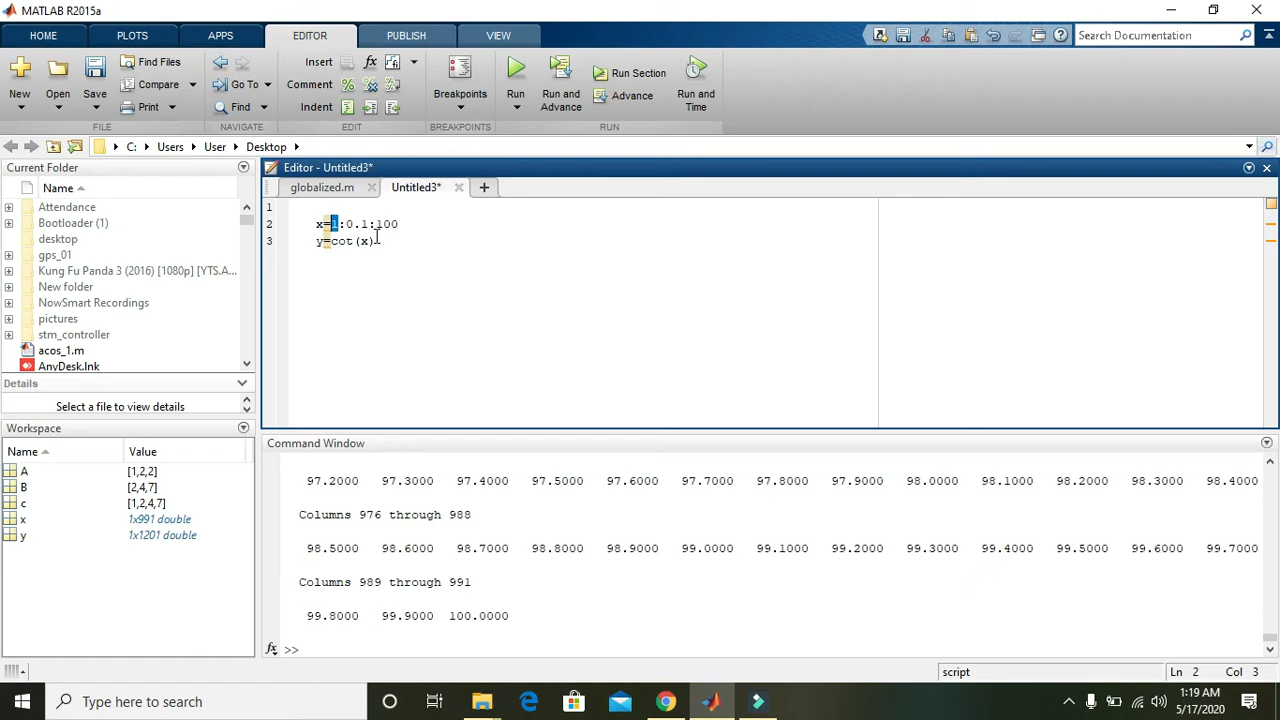 MATLAB R2015a
HOME PLOTS APPS EDITOR PUBLISH VIEW
Search Documentation
New Open Save Find Files Compare Print
Go To Find
Insert fx
Comment % %
Indent
Breakpoints
Run Run and Advance Run Section Advance Run and Time
FILE NAVIGATE EDIT BREAKPOINTS RUN
C: Users User Desktop
Current Folder
Name
Attendance
Bootloader (1)
desktop
gps_01
Kung Fu Panda 3 (2016) [1080p] [YTS.A...
New folder
NowSmart Recordings
pictures
stm_controller
acos_1.m
AnyDesk.lnk
Details
Select a file to view details
Workspace
Name Value
A [1,2,2]
B [2,4,7]
c [1,2,4,7]
x 1x991 double
y 1x1201 double
Editor - Untitled3*
globalized.m Untitled3*
1
2 x=1:0.1:100
3 y=cot(x)
Command Window
97.2000 97.3000 97.4000 97.5000 97.6000 97.7000 97.8000 97.9000 98.0000 98.1000 98.2000 98.3000 98.4000
Columns 976 through 988
98.5000 98.6000 98.7000 98.8000 98.9000 99.0000 99.1000 99.2000 99.3000 99.4000 99.5000 99.6000 99.7000
Columns 989 through 991
99.8000 99.9000 100.0000
fx >>
script Ln 2 Col 3
Type here to search
1:19 AM
5/17/2020